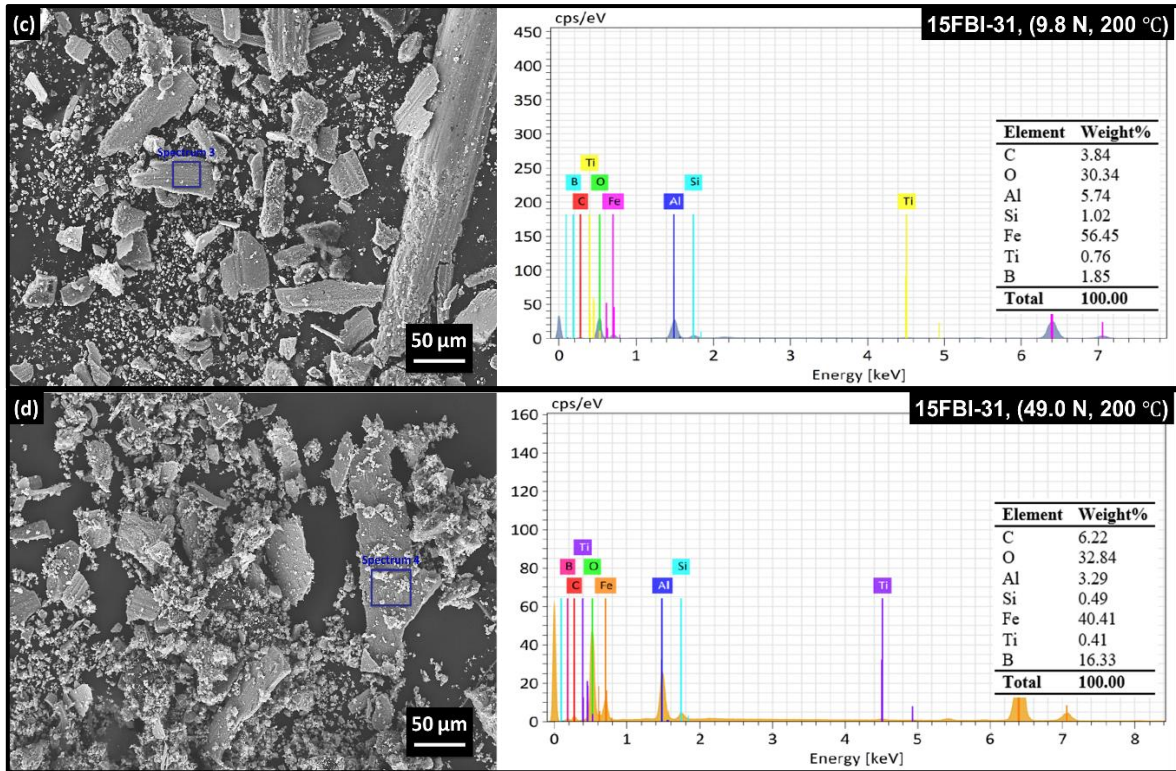 (c)
Spectrum 3
50 µm
cps/eV
15FBI-31, (9.8 N, 200 ℃)
450
400
350
300
250
200
150
100
50
0
Ti
B O Si
C Fe Al Ti
Element Weight%
C 3.84
O 30.34
Al 5.74
Si 1.02
Fe 56.45
Ti 0.76
B 1.85
Total 100.00
0 1 2 3 4 5 6 7
Energy [keV]
(d)
Spectrum 4
50 µm
cps/eV
15FBI-31, (49.0 N, 200 ℃)
160
140
120
100
80
60
40
20
0
Ti
B O Si
C Fe Al Ti
Element Weight%
C 6.22
O 32.84
Al 3.29
Si 0.49
Fe 40.41
Ti 0.41
B 16.33
Total 100.00
0 1 2 3 4 5 6 7 8
Energy [keV]